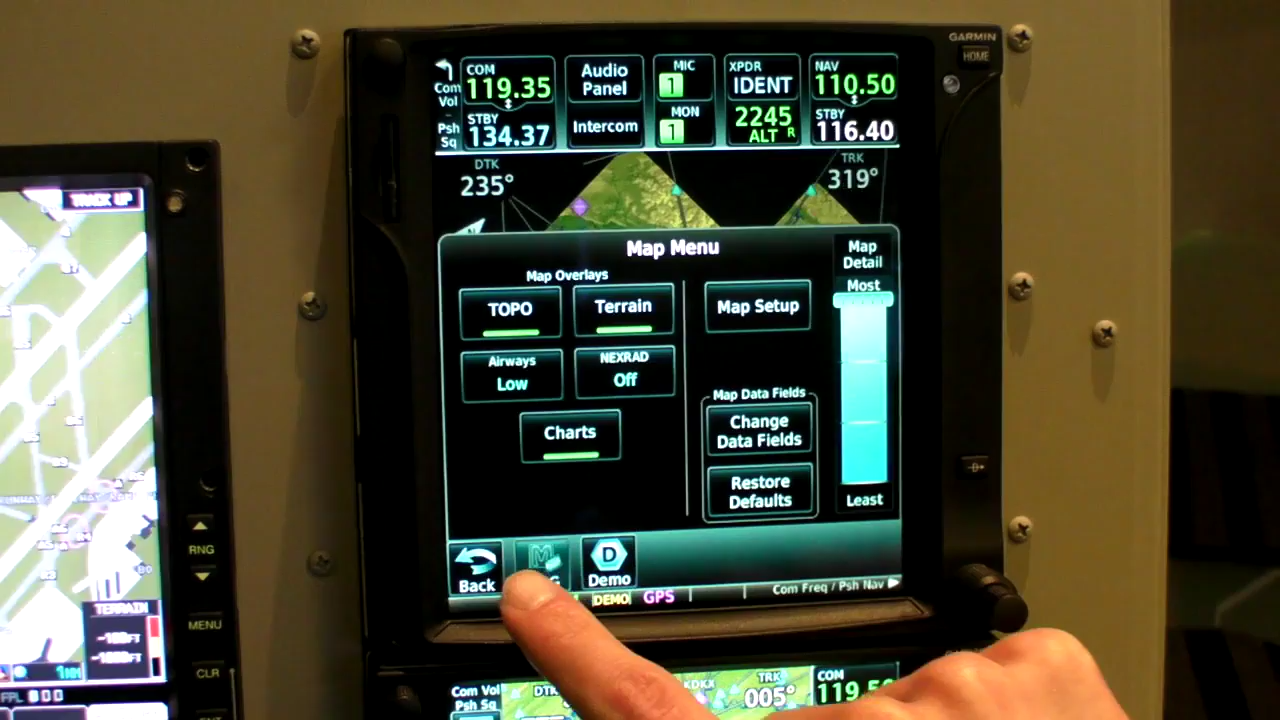 GARMIN
HOME
Com
Vol
Psh
Sq
COM
119.35
STBY
134.37
Audio
Panel
Intercom
MIC
1
MON
1
XPDR
IDENT
2245
ALT R
NAV
110.50
STBY
116.40
DTK
235°
TRK
319°
TRACK UP
Map Menu
Map Overlays
TOPO
Terrain
Airways
Low
NEXRAD
Off
Charts
Map Setup
Map Data Fields
Change
Data Fields
Restore
Defaults
Map
Detail
Most
Least
Back
D
Demo
DEMO
GPS
Com Freq / Psh Nav
RNG
MENU
CLR
TERRAIN
FPL
Com Vol
Psh Sq
DTK
KDKX
TRK
005°
COM